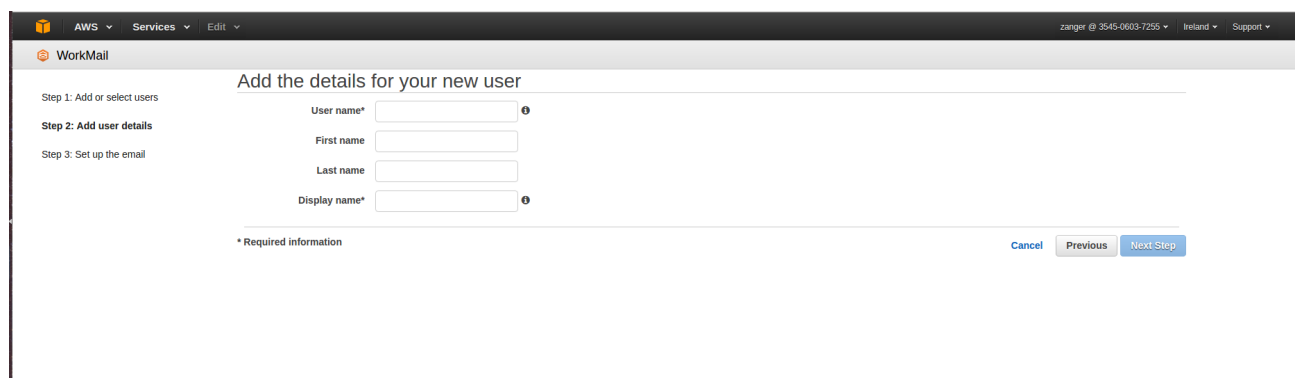 AWS Services Edit zanger @ 3545-0603-7255 Ireland Support
WorkMail
Add the details for your new user
Step 1: Add or select users
Step 2: Add user details
Step 3: Set up the email
User name*
First name
Last name
Display name*
* Required information
Cancel Previous Next Step